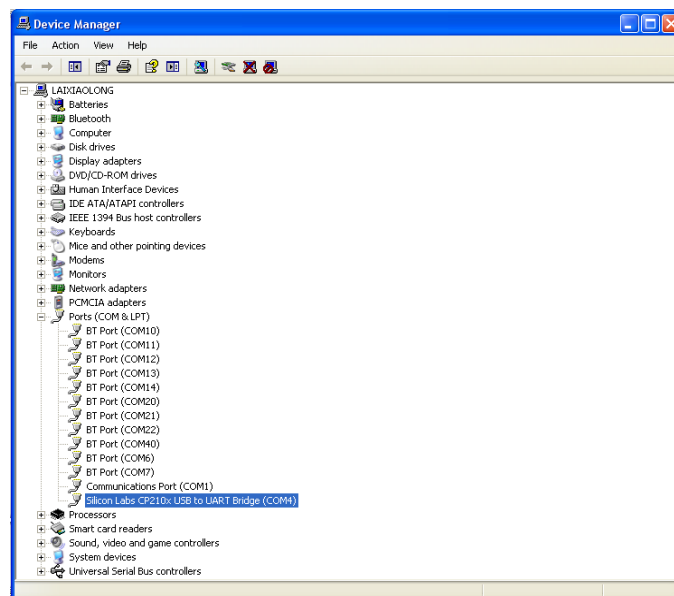 Device Manager
File Action View Help
LAIXIAOLONG
Batteries
Bluetooth
Computer
Disk drives
Display adapters
DVD/CD-ROM drives
Human Interface Devices
IDE ATA/ATAPI controllers
IEEE 1394 Bus host controllers
Keyboards
Mice and other pointing devices
Modems
Monitors
Network adapters
PCMCIA adapters
Ports (COM & LPT)
BT Port (COM10)
BT Port (COM11)
BT Port (COM12)
BT Port (COM13)
BT Port (COM14)
BT Port (COM20)
BT Port (COM21)
BT Port (COM22)
BT Port (COM40)
BT Port (COM6)
BT Port (COM7)
Communications Port (COM1)
Silicon Labs CP210x USB to UART Bridge (COM4)
Processors
Smart card readers
Sound, video and game controllers
System devices
Universal Serial Bus controllers